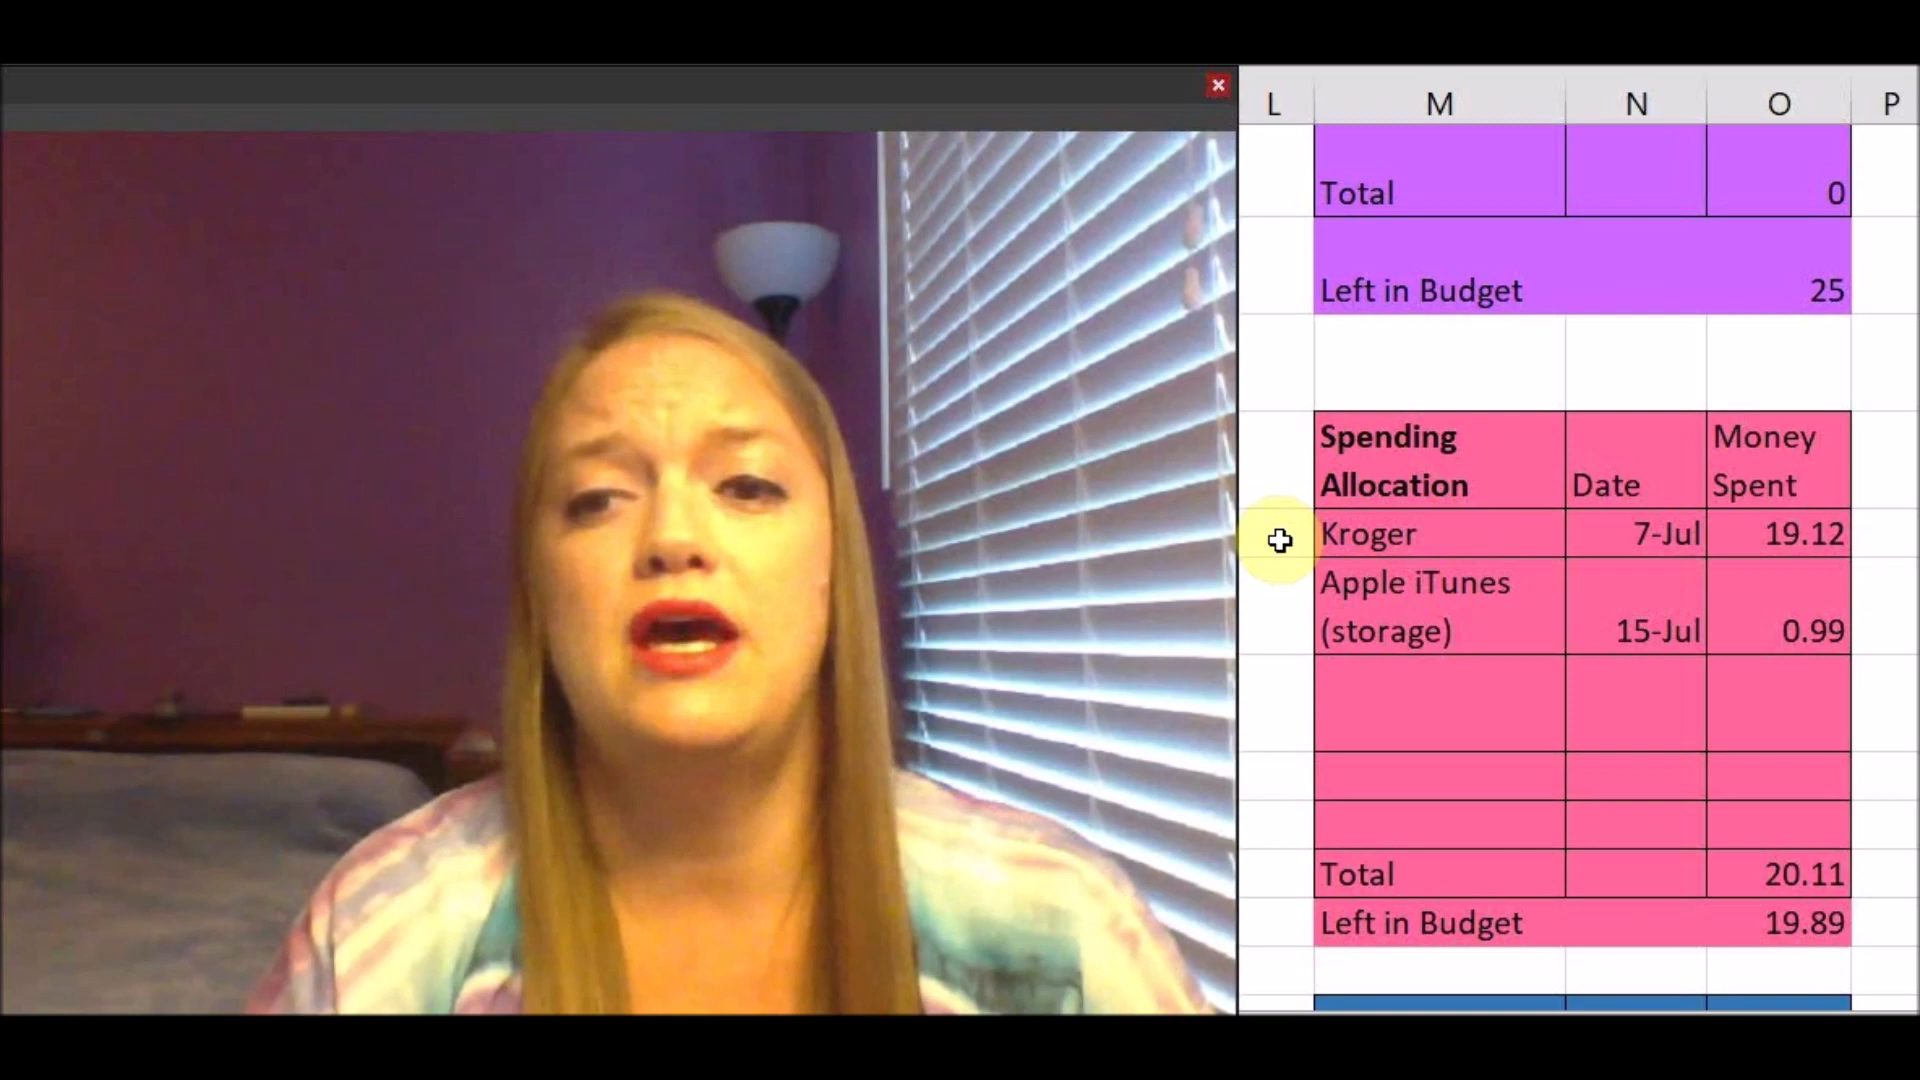 L M N O P
Total 0
Left in Budget 25
Spending Money
Allocation Date Spent
Kroger 7-Jul 19.12
Apple iTunes
(storage) 15-Jul 0.99
Total 20.11
Left in Budget 19.89